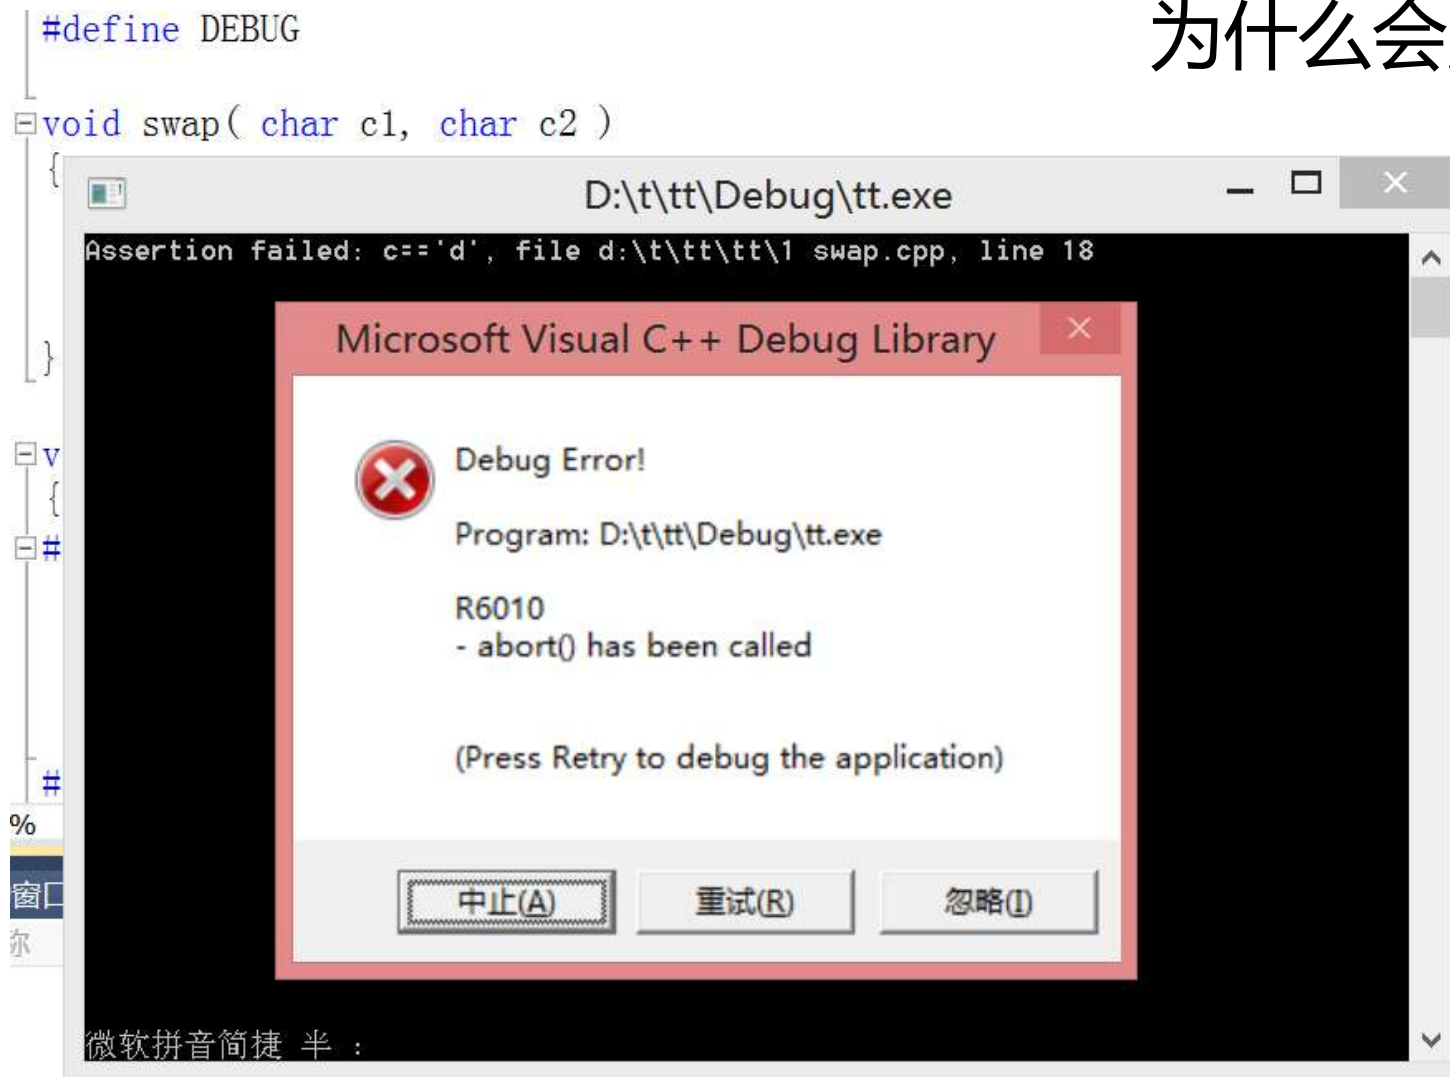 #define DEBUG
为什么会
void swap( char c1, char c2 )
{
D:\t\tt\Debug\tt.exe
Assertion failed: c=='d', file d:\t\tt\tt\1 swap.cpp, line 18
Microsoft Visual C++ Debug Library
}
Debug Error!
v
{
Program: D:\t\tt\Debug\tt.exe
#
R6010
- abort() has been called
(Press Retry to debug the application)
#
%
窗口
中止(A)
重试(R)
忽略(I)
称
微软拼音简捷 半 :